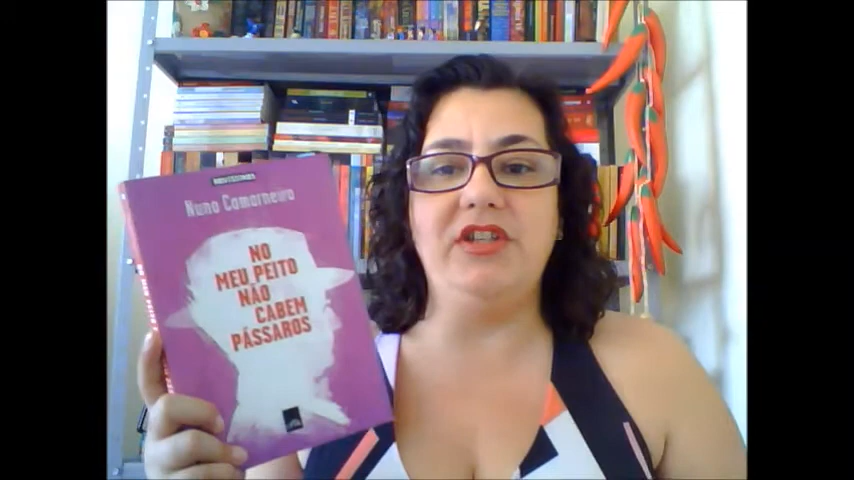 Nuno Camarneiro
NO
MEU PEITO
NÃO
CABEM
PÁSSAROS